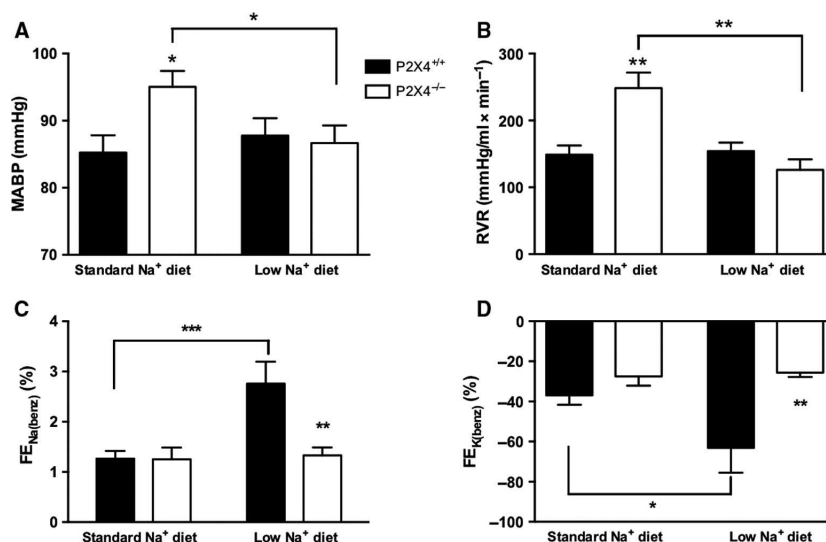 A
*
*
P2X4+/+
P2X4−/−
MABP (mmHg)
100
90
80
70
Standard Na+ diet
Low Na+ diet
B
**
**
RVR (mmHg/ml × min−1)
300
200
100
0
Standard Na+ diet
Low Na+ diet
C
***
**
FENa(benz) (%)
4
3
2
1
0
Standard Na+ diet
Low Na+ diet
D
0
−20
−40
−60
−80
−100
FEK(benz) (%)
**
*
Standard Na+ diet
Low Na+ diet